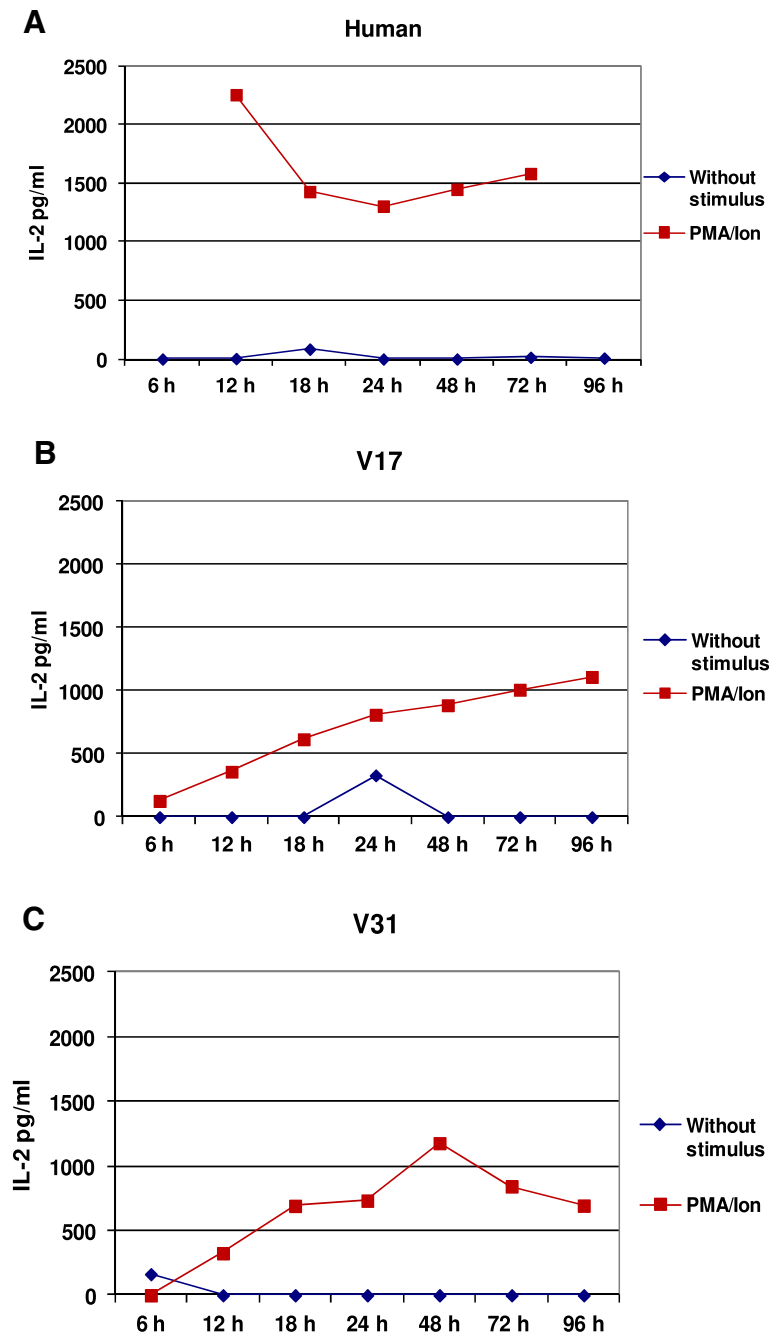 A
Human
2500
2000
1500
1000
500
0
IL-2 pg/ml
6 h 12 h 18 h 24 h 48 h 72 h 96 h
Without
stimulus
PMA/Ion
B
V17
2500
2000
1500
1000
500
0
IL-2 pg/ml
6 h 12 h 18 h 24 h 48 h 72 h 96 h
Without
stimulus
PMA/Ion
C
V31
2500
2000
1500
1000
500
0
IL-2 pg/ml
6 h 12 h 18 h 24 h 48 h 72 h 96 h
Without
stimulus
PMA/Ion